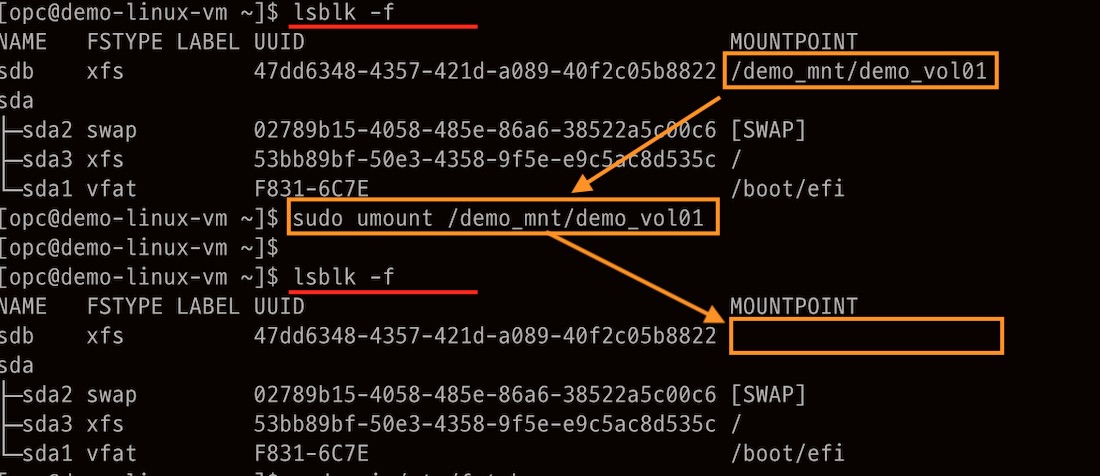 [opc@demo-linux-vm ~]$ lsblk -f
NAME   FSTYPE LABEL UUID                                 MOUNTPOINT
sdb    xfs          47dd6348-4357-421d-a089-40f2c05b8822 /demo_mnt/demo_vol01
sda
├─sda2 swap         02789b15-4058-485e-86a6-38522a5c00c6 [SWAP]
├─sda3 xfs          53bb89bf-50e3-4358-9f5e-e9c5ac8d535c /
└─sda1 vfat         F831-6C7E                            /boot/efi
[opc@demo-linux-vm ~]$ sudo umount /demo_mnt/demo_vol01
[opc@demo-linux-vm ~]$
[opc@demo-linux-vm ~]$ lsblk -f
NAME   FSTYPE LABEL UUID                                 MOUNTPOINT
sdb    xfs          47dd6348-4357-421d-a089-40f2c05b8822
sda
├─sda2 swap         02789b15-4058-485e-86a6-38522a5c00c6 [SWAP]
├─sda3 xfs          53bb89bf-50e3-4358-9f5e-e9c5ac8d535c /
└─sda1 vfat         F831-6C7E                            /boot/efi